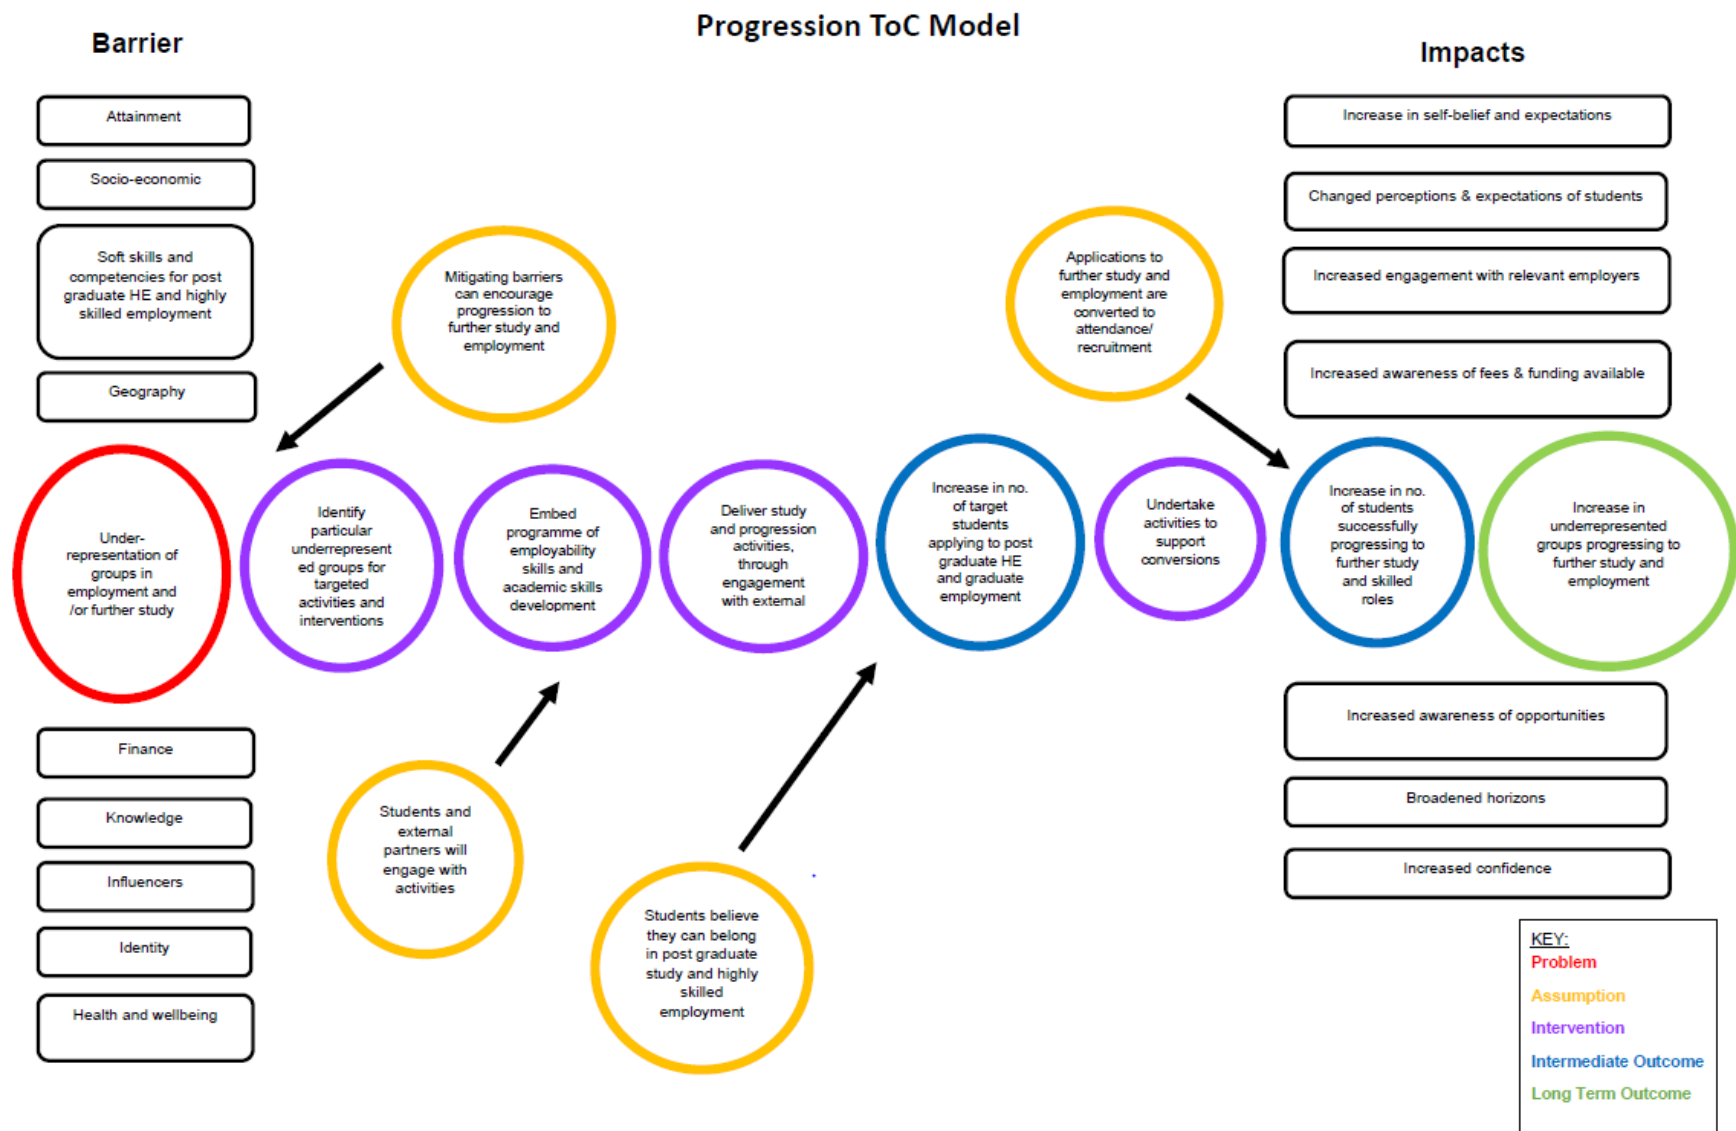 Progression ToC Model
Barrier
Attainment
Socio-economic
Soft skills and
competencies for post
graduate HE and highly
skilled employment
Geography
Under-
representation of
groups in
employment and
/or further study
Finance
Knowledge
Influencers
Identity
Health and wellbeing
Mitigating barriers
can encourage
progression to
further study and
employment
Identify
particular
underrepresent
ed groups for
targeted
activities and
interventions
Embed
programme of
employability
skills and
academic skills
development
Deliver study
and progression
activities,
through
engagement
with external
Students and
external
partners will
engage with
activities
Students believe
they can belong
in post graduate
study and highly
skilled
employment
Increase in no.
of target
students
applying to post
graduate HE
and graduate
employment
Applications to
further study and
employment are
converted to
attendance/
recruitment
Undertake
activities to
support
conversions
Increase in no.
of students
successfully
progressing to
further study
and skilled
roles
Increase in
underrepresented
groups progressing to
further study and
employment
Impacts
Increase in self-belief and expectations
Changed perceptions & expectations of students
Increased engagement with relevant employers
Increased awareness of fees & funding available
Increased awareness of opportunities
Broadened horizons
Increased confidence
KEY:
Problem
Assumption
Intervention
Intermediate Outcome
Long Term Outcome